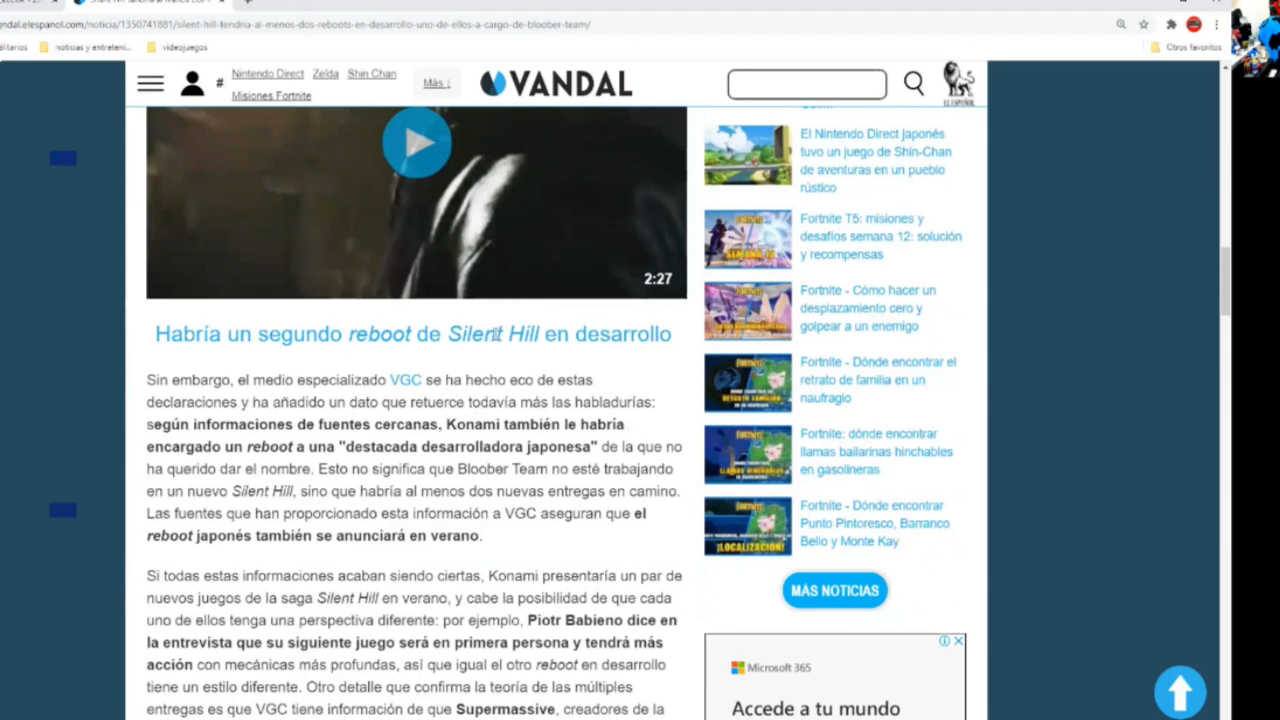 Silent Hill tendría al menos dos r
ndal.elespanol.com/noticia/1350741881/silent-hill-tendria-al-menos-dos-reboots-en-desarrollo-uno-de-ellos-a-cargo-de-bloober-team/
litarios noticias y entreteni... videojuegos Otros favoritos
# Nintendo Direct Zelda Shin Chan
Misiones Fortnite
Más ↓
VANDAL
EL ESPAÑOL
2:27
Habría un segundo reboot de Silent Hill en desarrollo
Sin embargo, el medio especializado VGC se ha hecho eco de estas
declaraciones y ha añadido un dato que retuerce todavía más las habladurías:
según informaciones de fuentes cercanas, Konami también le habría
encargado un reboot a una "destacada desarrolladora japonesa" de la que no
ha querido dar el nombre. Esto no significa que Bloober Team no esté trabajando
en un nuevo Silent Hill, sino que habría al menos dos nuevas entregas en camino.
Las fuentes que han proporcionado esta información a VGC aseguran que el
reboot japonés también se anunciará en verano.
Si todas estas informaciones acaban siendo ciertas, Konami presentaría un par de
nuevos juegos de la saga Silent Hill en verano, y cabe la posibilidad de que cada
uno de ellos tenga una perspectiva diferente: por ejemplo, Piotr Babieno dice en
la entrevista que su siguiente juego será en primera persona y tendrá más
acción con mecánicas más profundas, así que igual el otro reboot en desarrollo
tiene un estilo diferente. Otro detalle que confirma la teoría de las múltiples
entregas es que VGC tiene información de que Supermassive, creadores de la
El Nintendo Direct japonés
tuvo un juego de Shin-Chan
de aventuras en un pueblo
rústico
Fortnite T5: misiones y
desafíos semana 12: solución
y recompensas
Fortnite - Cómo hacer un
desplazamiento cero y
golpear a un enemigo
Fortnite - Dónde encontrar el
retrato de familia en un
naufragio
Fortnite: dónde encontrar
llamas bailarinas hinchables
en gasolineras
Fortnite - Dónde encontrar
Punto Pintoresco, Barranco
Bello y Monte Kay
¡LOCALIZACIÓN!
MÁS NOTICIAS
Microsoft 365
Accede a tu mundo